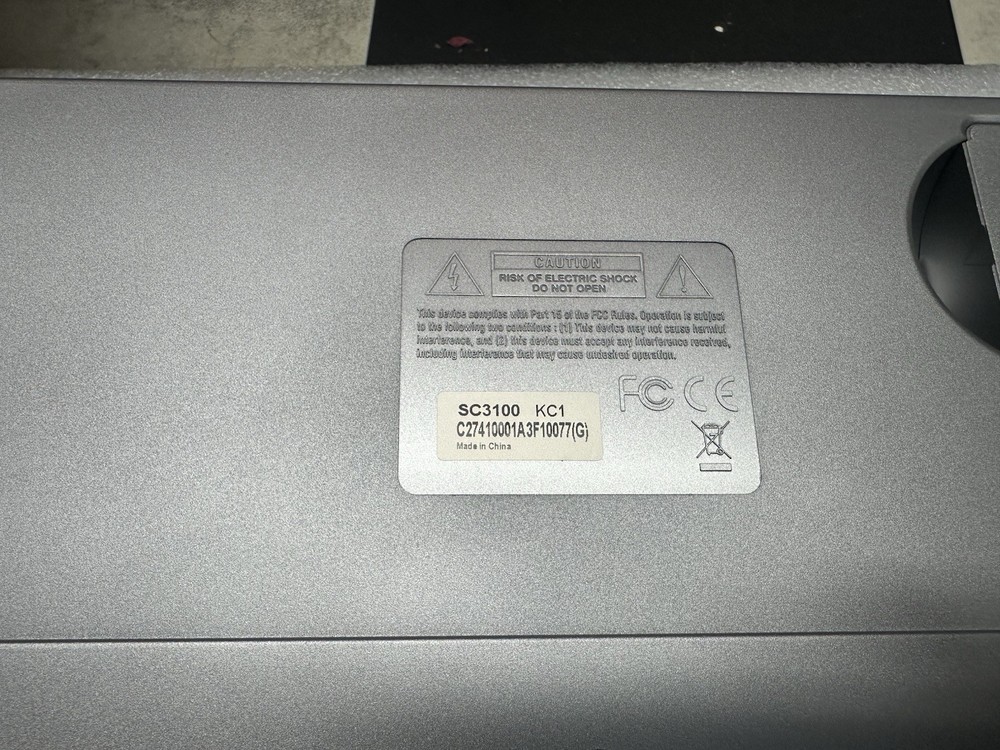 CAUTION
RISK OF ELECTRIC SHOCK
DO NOT OPEN
This device complies with Part 15 of the FCC Rules. Operation is subject
to the following two conditions : (1) This device may not cause harmful
interference, and (2) this device must accept any interference received,
including interference that may cause undesired operation.
FC CE
SC3100 KC1
C27410001A3F10077(G)
Made in China